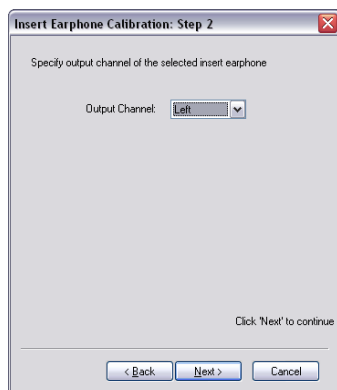 Insert Earphone Calibration: Step 2
Specify output channel of the selected insert earphone
Output Channel: Left
Click 'Next' to continue
< Back Next > Cancel